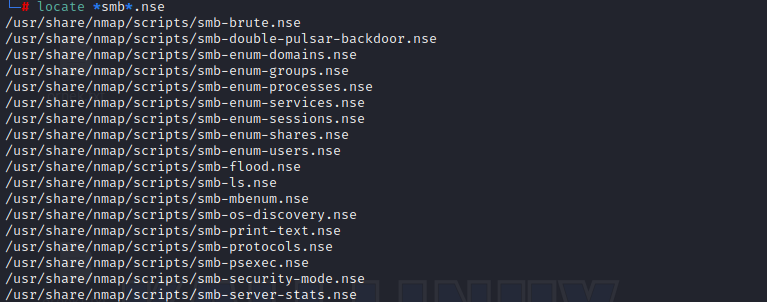 └─# locate *smb*.nse
/usr/share/nmap/scripts/smb-brute.nse
/usr/share/nmap/scripts/smb-double-pulsar-backdoor.nse
/usr/share/nmap/scripts/smb-enum-domains.nse
/usr/share/nmap/scripts/smb-enum-groups.nse
/usr/share/nmap/scripts/smb-enum-processes.nse
/usr/share/nmap/scripts/smb-enum-services.nse
/usr/share/nmap/scripts/smb-enum-sessions.nse
/usr/share/nmap/scripts/smb-enum-shares.nse
/usr/share/nmap/scripts/smb-enum-users.nse
/usr/share/nmap/scripts/smb-flood.nse
/usr/share/nmap/scripts/smb-ls.nse
/usr/share/nmap/scripts/smb-mbenum.nse
/usr/share/nmap/scripts/smb-os-discovery.nse
/usr/share/nmap/scripts/smb-print-text.nse
/usr/share/nmap/scripts/smb-protocols.nse
/usr/share/nmap/scripts/smb-psexec.nse
/usr/share/nmap/scripts/smb-security-mode.nse
/usr/share/nmap/scripts/smb-server-stats.nse